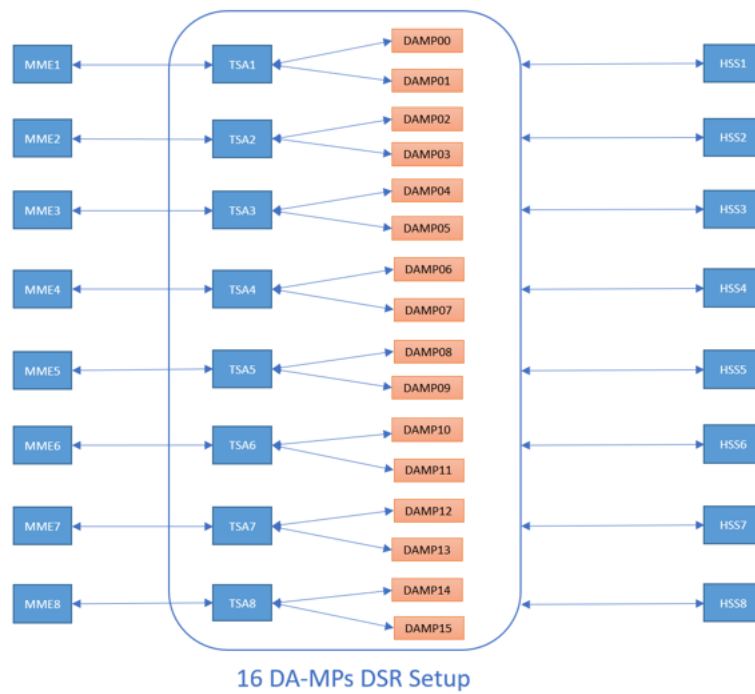 DAMP00
MME1 TSA1 HSS1
DAMP01
DAMP02
MME2 TSA2 HSS2
DAMP03
DAMP04
MME3 TSA3 HSS3
DAMP05
DAMP06
MME4 TSA4 HSS4
DAMP07
DAMP08
MME5 TSA5 HSS5
DAMP09
DAMP10
MME6 TSA6 HSS6
DAMP11
DAMP12
MME7 TSA7 HSS7
DAMP13
DAMP14
MME8 TSA8 HSS8
DAMP15
16 DA-MPs DSR Setup